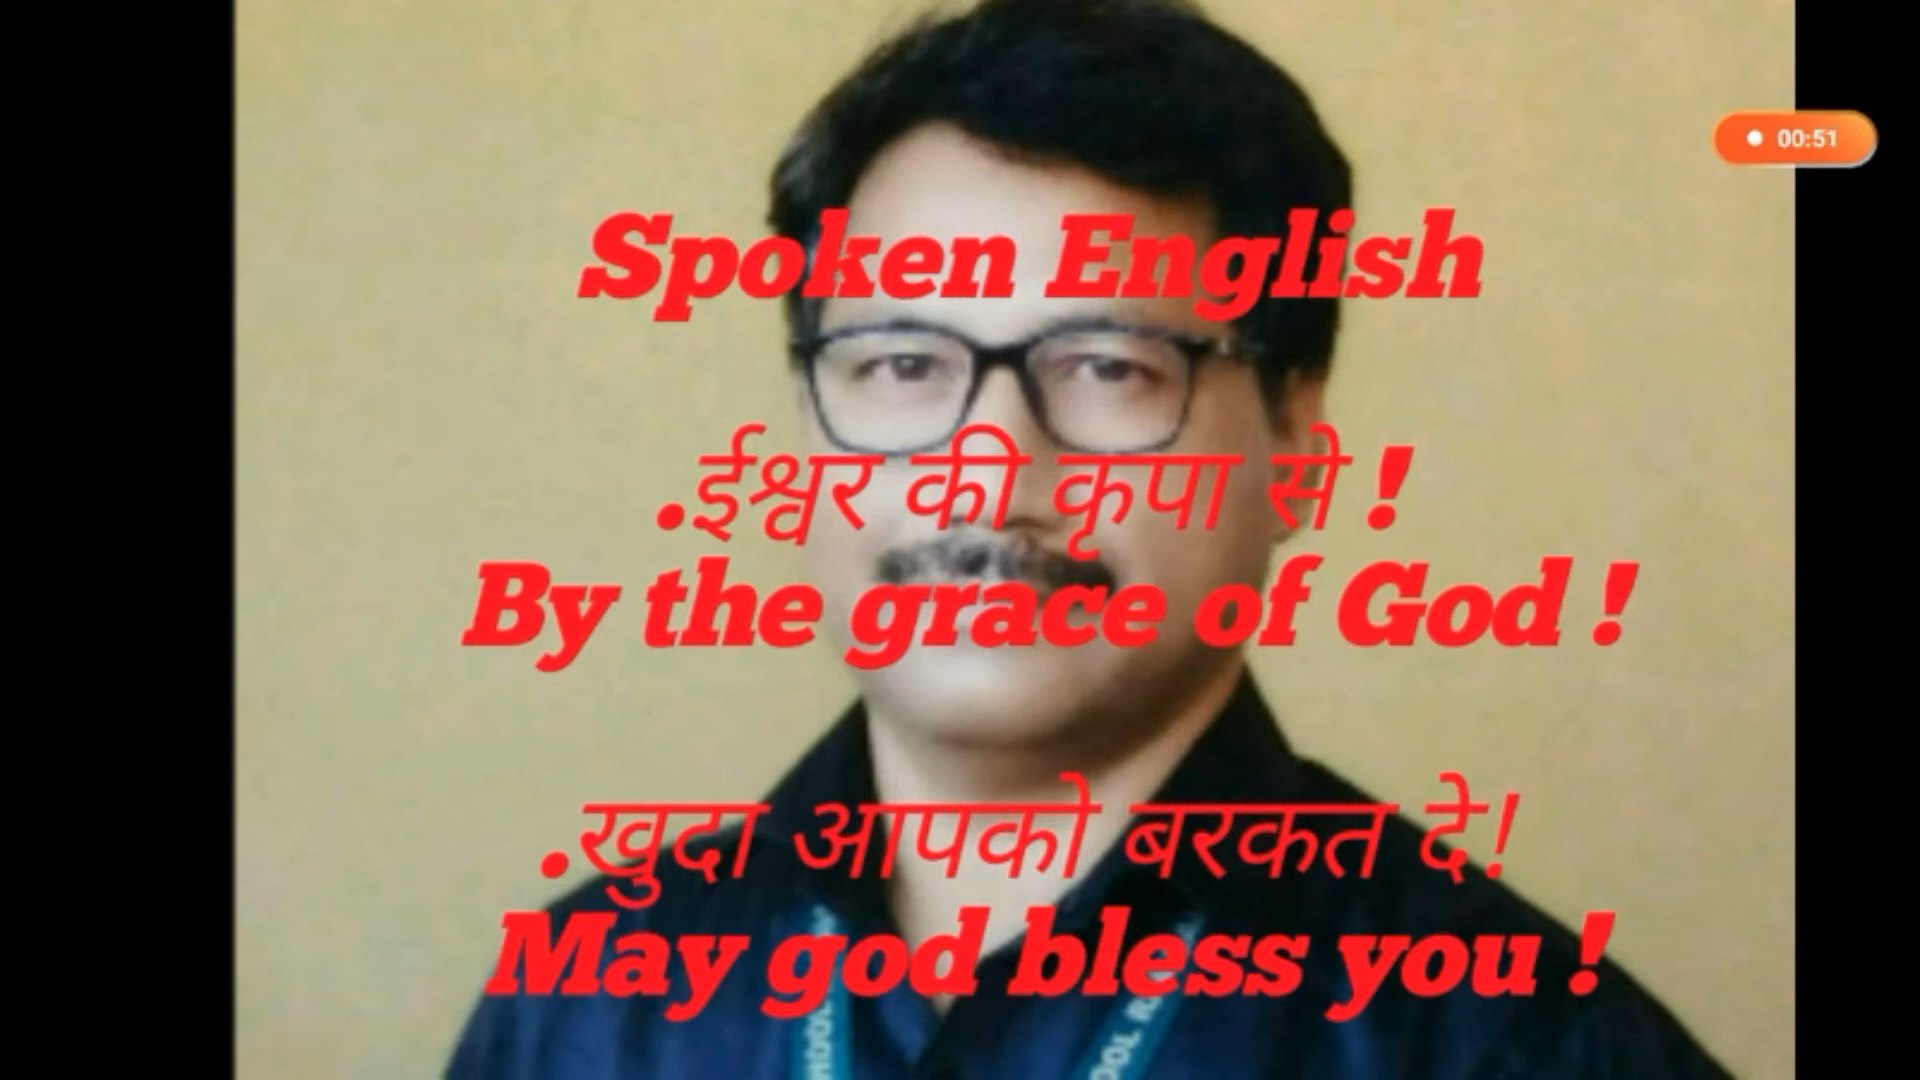 00:51
Spoken English
.ईश्वर की कृपा से !
By the grace of God !
.खुदा आपको बरकत दे!
May god bless you !